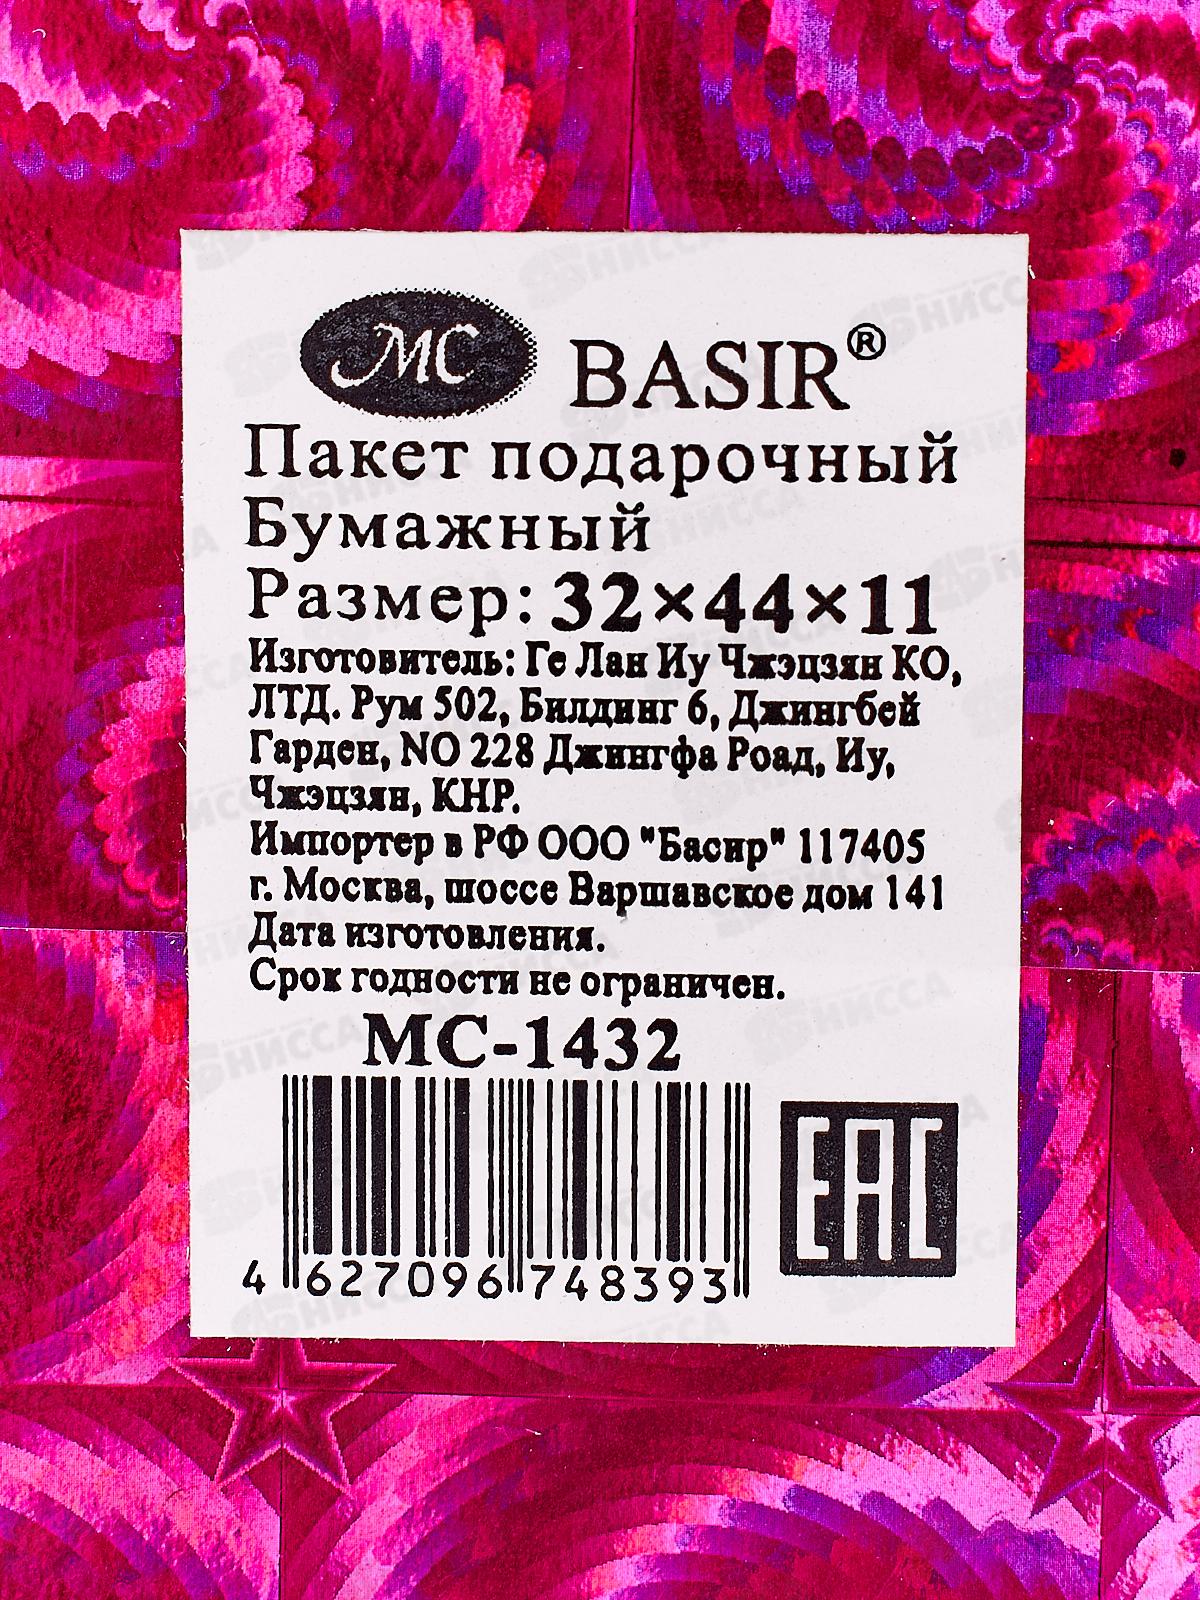 MC BASIR®
Пакет подарочный
Бумажный
Размер: 32×44×11
Изготовитель: Ге Лан Иу Чжэцзян КО,
ЛТД. Рум 502, Билдинг 6, Джингбей
Гарден, NO 228 Джингфа Роад, Иу,
Чжэцзян, КНР.
Импортер в РФ ООО "Басир" 117405
г. Москва, шоссе Варшавское дом 141
Дата изготовления.
Срок годности не ограничен.
МС-1432
4 627096 748393
EAC